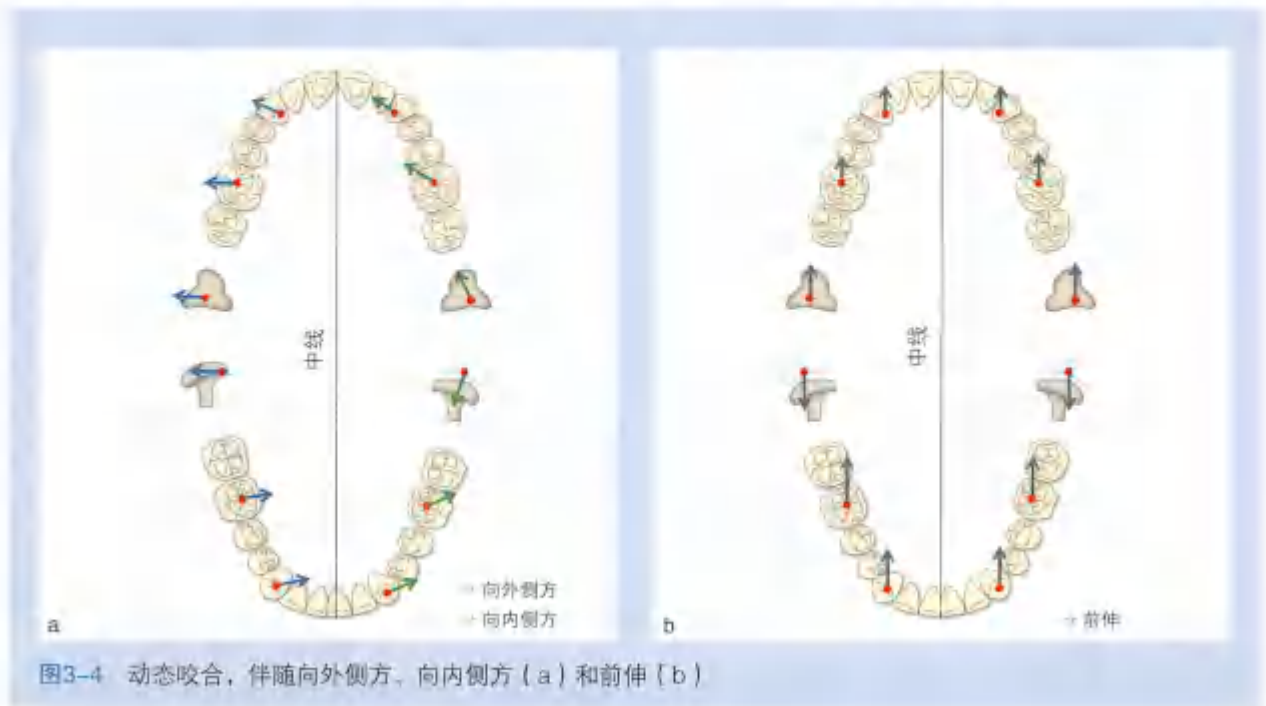 中线
→ 向外侧方
→ 向内侧方
a
中线
→ 前伸
b
图3-4 动态咬合，伴随向外侧方、向内侧方（a）和前伸（b）